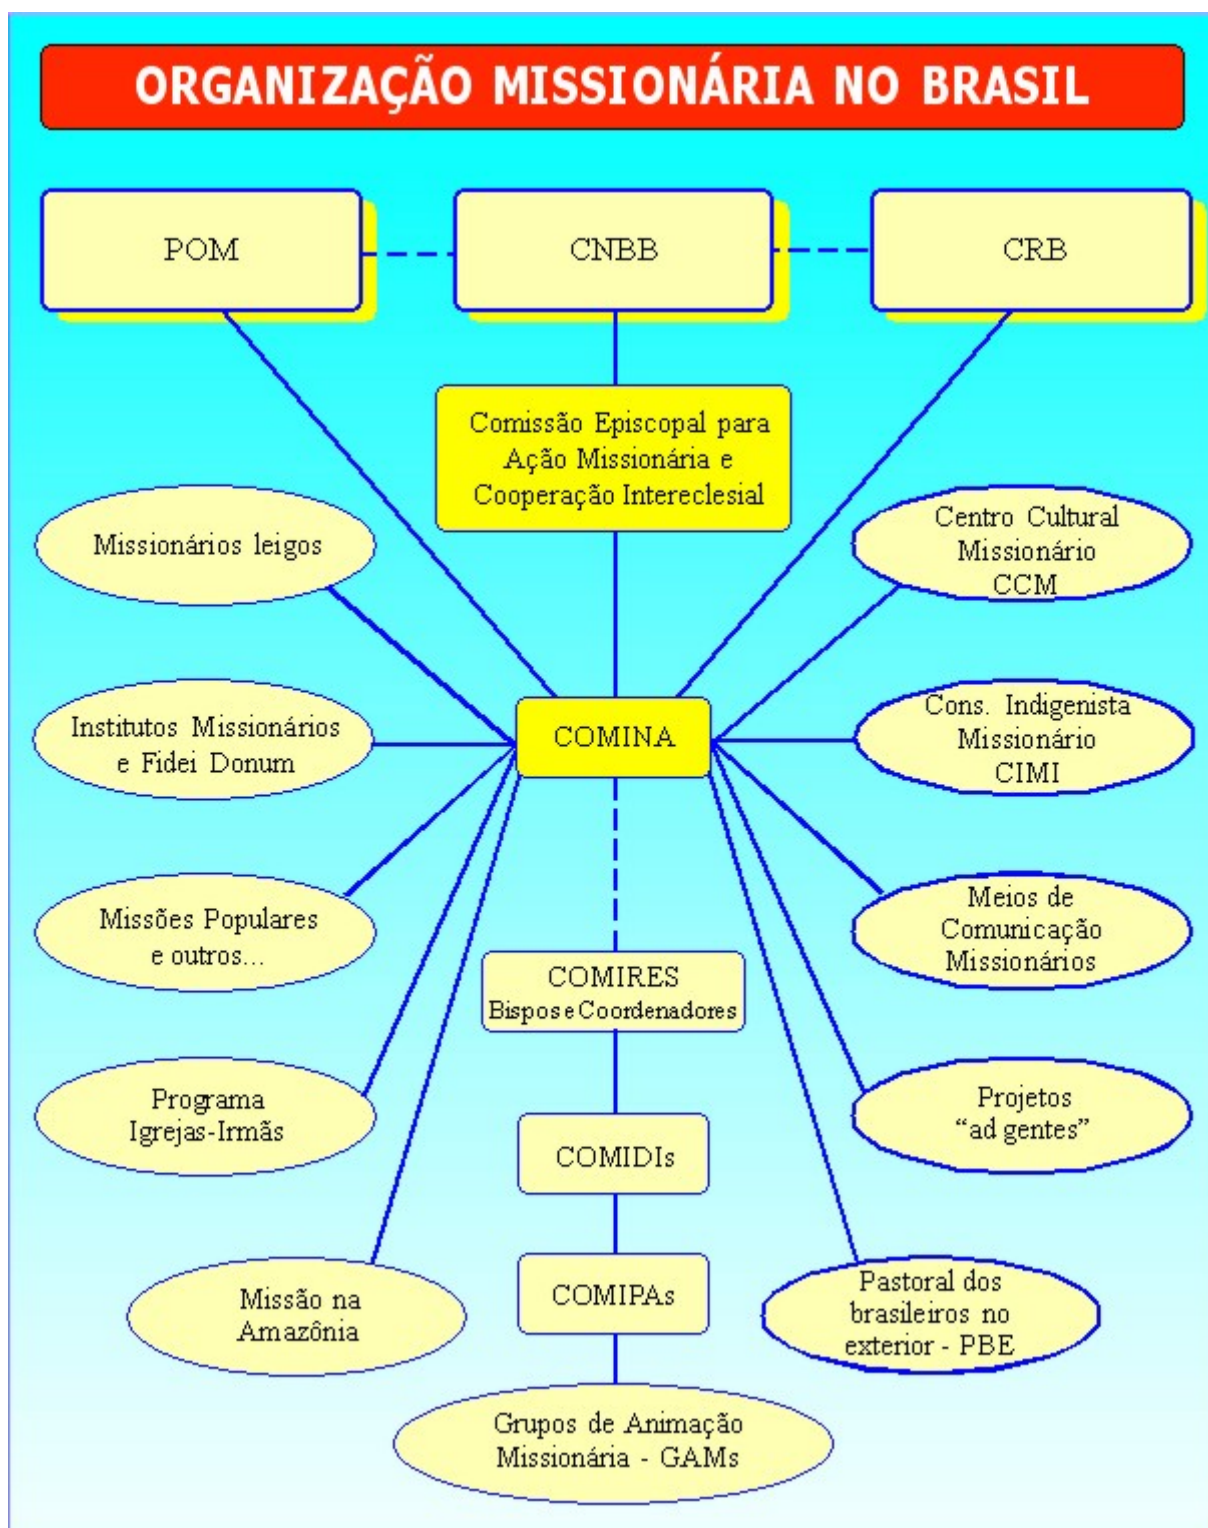 ORGANIZAÇÃO MISSIONÁRIA NO BRASIL
POM
CNBB
CRB
Comissão Episcopal para
Ação Missionária e
Cooperação Intereclesial
Missionários leigos
Centro Cultural
Missionário
CCM
Institutos Missionários
e Fidei Donum
COMINA
Cons. Indigenista
Missionário
CIMI
Missões Populares
e outros...
Meios de
Comunicação
Missionários
COMIRES
Bispos e Coordenadores
Programa
Igrejas-Irmãs
Projetos
“ad gentes”
COMIDIs
Missão na
Amazônia
COMIPAs
Pastoral dos
brasileiros no
exterior - PBE
Grupos de Animação
Missionária - GAMs